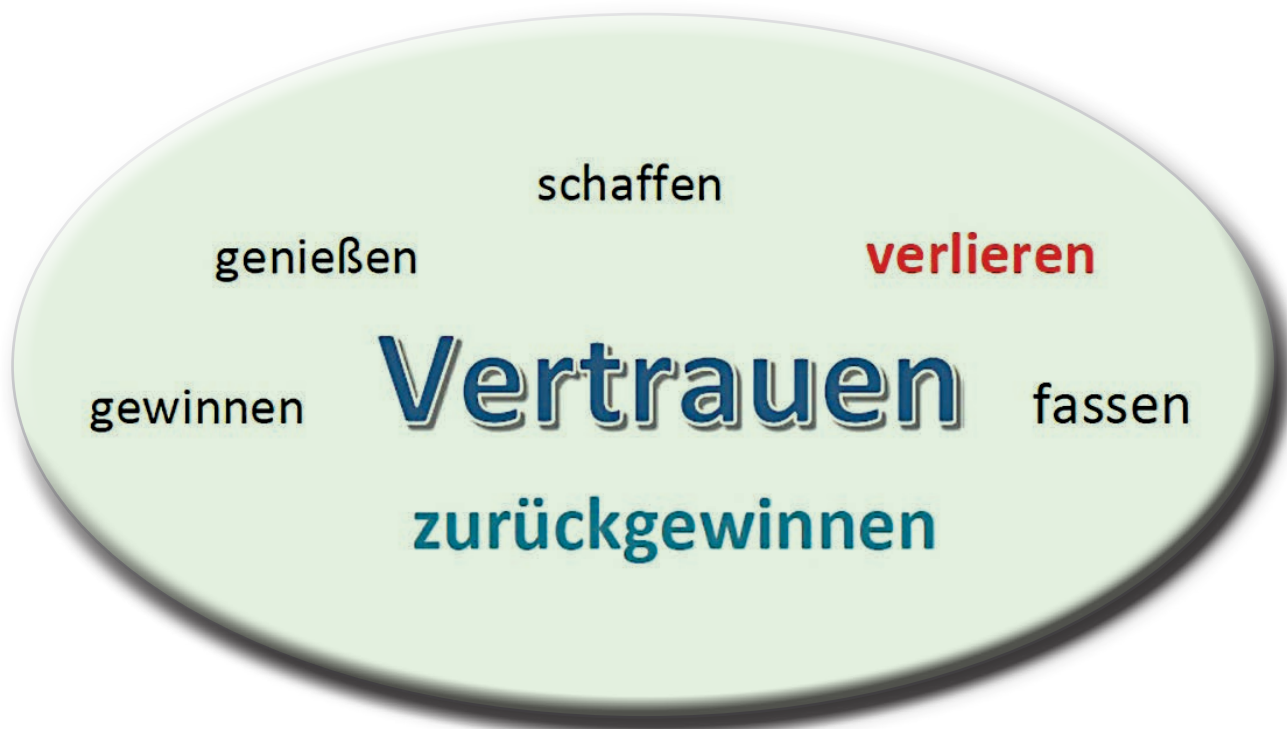 schaffen
genießen
verlieren
gewinnen
Vertrauen
fassen
zurückgewinnen